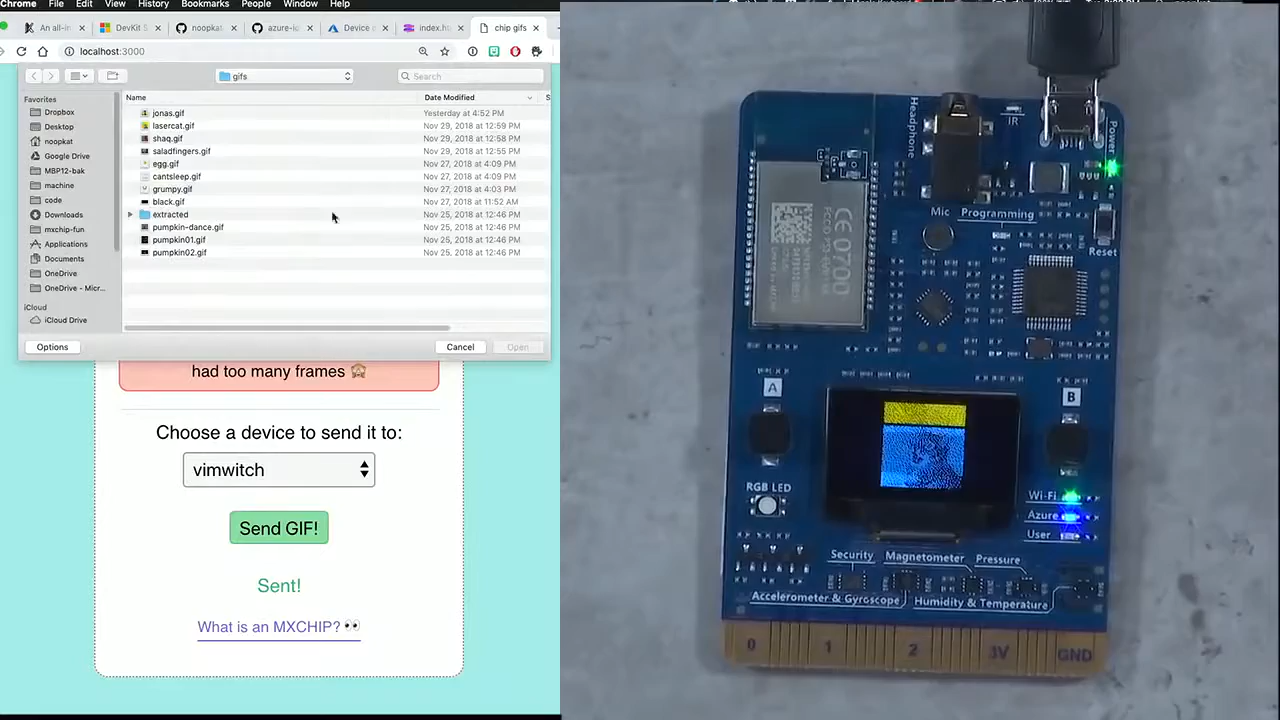 Chrome File Edit View History Bookmarks People Window Help
An all-in DevKit S noopkat azure-io Device c index.ht chip gifs
localhost:3000
gifs
Search
Favorites
Dropbox
Desktop
noopkat
Google Drive
MBP12-bak
machine
code
Downloads
mxchip-fun
Applications
Documents
OneDrive
OneDrive - Micr...
iCloud
iCloud Drive
Name Date Modified S
jonas.gif Yesterday at 4:52 PM
lasercat.gif Nov 29, 2018 at 12:59 PM
shaq.gif Nov 29, 2018 at 12:58 PM
saladfingers.gif Nov 29, 2018 at 12:55 PM
egg.gif Nov 27, 2018 at 4:09 PM
cantsleep.gif Nov 27, 2018 at 4:09 PM
grumpy.gif Nov 27, 2018 at 4:03 PM
black.gif Nov 27, 2018 at 11:52 AM
extracted Nov 25, 2018 at 12:46 PM
pumpkin-dance.gif Nov 25, 2018 at 12:46 PM
pumpkin01.gif Nov 25, 2018 at 12:46 PM
pumpkin02.gif Nov 25, 2018 at 12:46 PM
Options Cancel Open
had too many frames 🙈
Choose a device to send it to:
vimwitch
Send GIF!
Sent!
What is an MXCHIP? 👀
Headphone
IR
Power
Mic
Programming
Reset
CE0700
A
B
RGB LED
Wi-Fi
Azure
User
Security
Magnetometer
Pressure
Accelerometer & Gyroscope
Humidity & Temperature
0 1 2 3V GND